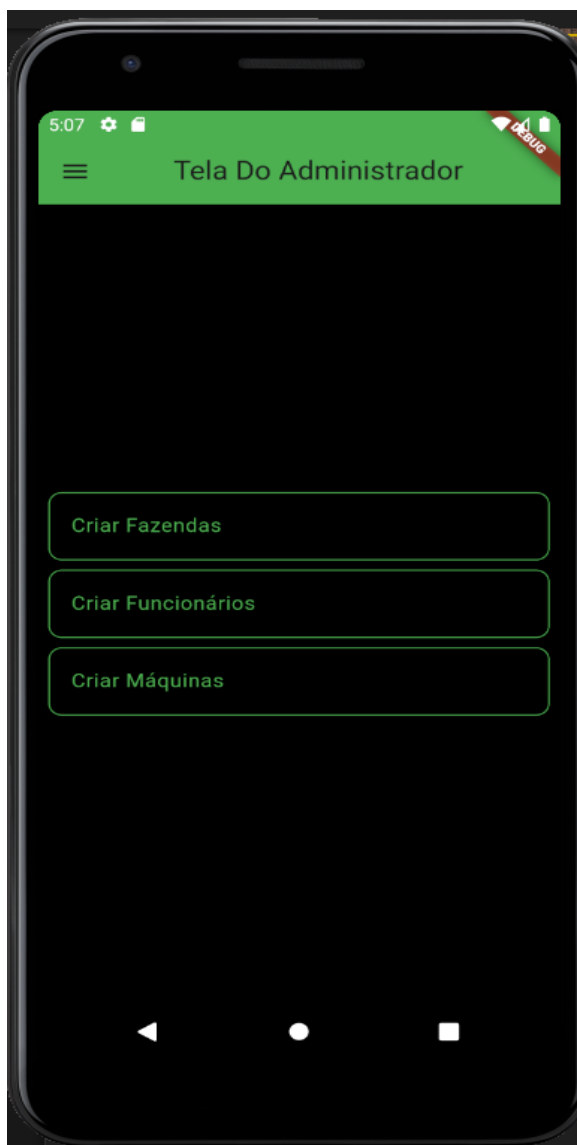 5:07
DEBUG
Tela Do Administrador
Criar Fazendas
Criar Funcionários
Criar Máquinas